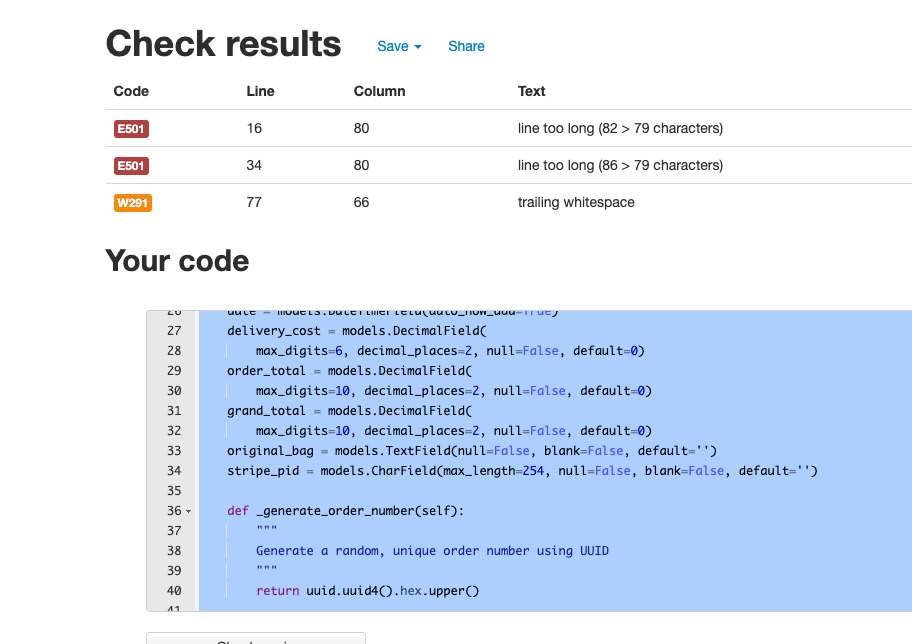 Check results Save Share
Code Line Column Text
E501 16 80 line too long (82 > 79 characters)
E501 34 80 line too long (86 > 79 characters)
W291 77 66 trailing whitespace
Your code
26 date = models.DateTimeField(auto_now_add=True)
27 delivery_cost = models.DecimalField(
28 max_digits=6, decimal_places=2, null=False, default=0)
29 order_total = models.DecimalField(
30 max_digits=10, decimal_places=2, null=False, default=0)
31 grand_total = models.DecimalField(
32 max_digits=10, decimal_places=2, null=False, default=0)
33 original_bag = models.TextField(null=False, blank=False, default='')
34 stripe_pid = models.CharField(max_length=254, null=False, blank=False, default='')
35
36 def _generate_order_number(self):
37 """
38 Generate a random, unique order number using UUID
39 """
40 return uuid.uuid4().hex.upper()
41